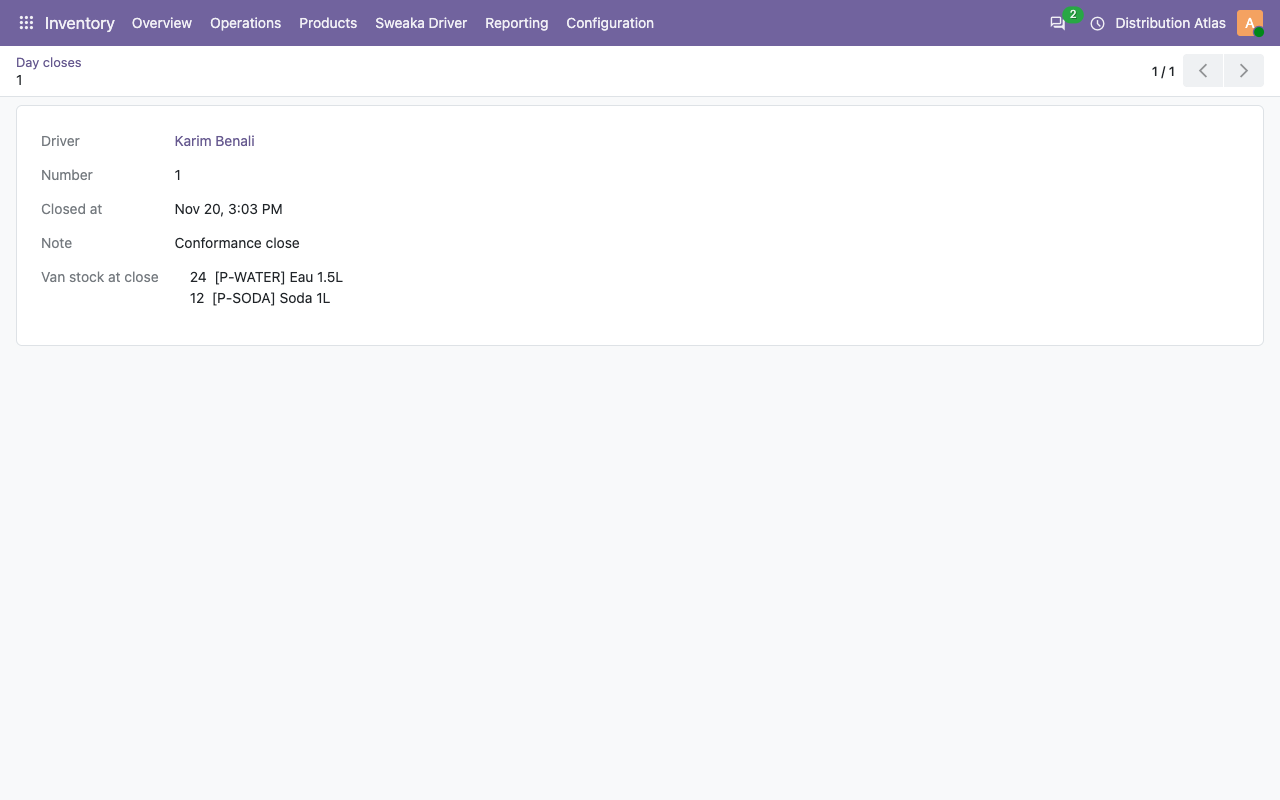 Inventory Overview Operations Products Sweaka Driver Reporting Configuration 2 Distribution Atlas A
Day closes
1
1 / 1
Driver Karim Benali
Number 1
Closed at Nov 20, 3:03 PM
Note Conformance close
Van stock at close 24 [P-WATER] Eau 1.5L
12 [P-SODA] Soda 1L